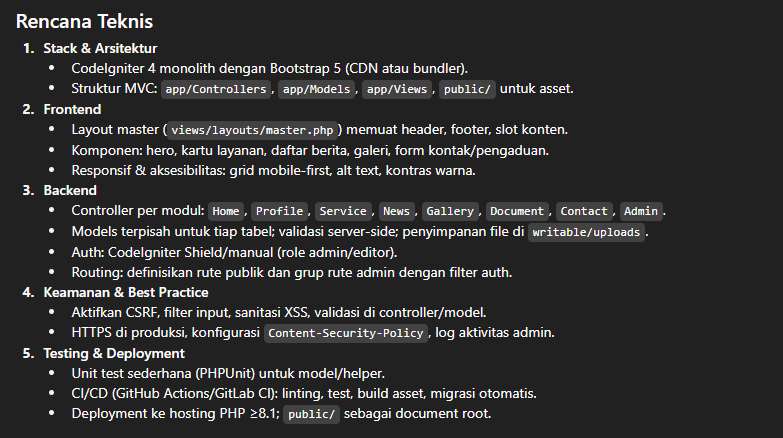 Rencana Teknis
1. Stack & Arsitektur
• CodeIgniter 4 monolith dengan Bootstrap 5 (CDN atau bundler).
• Struktur MVC: app/Controllers, app/Models, app/Views, public/ untuk asset.
2. Frontend
• Layout master (views/layouts/master.php) memuat header, footer, slot konten.
• Komponen: hero, kartu layanan, daftar berita, galeri, form kontak/pengaduan.
• Responsif & aksesibilitas: grid mobile-first, alt text, kontras warna.
3. Backend
• Controller per modul: Home, Profile, Service, News, Gallery, Document, Contact, Admin.
• Models terpisah untuk tiap tabel; validasi server-side; penyimpanan file di writable/uploads.
• Auth: CodeIgniter Shield/manual (role admin/editor).
• Routing: definisikan rute publik dan grup rute admin dengan filter auth.
4. Keamanan & Best Practice
• Aktifkan CSRF, filter input, sanitasi XSS, validasi di controller/model.
• HTTPS di produksi, konfigurasi Content-Security-Policy, log aktivitas admin.
5. Testing & Deployment
• Unit test sederhana (PHPUnit) untuk model/helper.
• CI/CD (GitHub Actions/GitLab CI): linting, test, build asset, migrasi otomatis.
• Deployment ke hosting PHP ≥8.1; public/ sebagai document root.